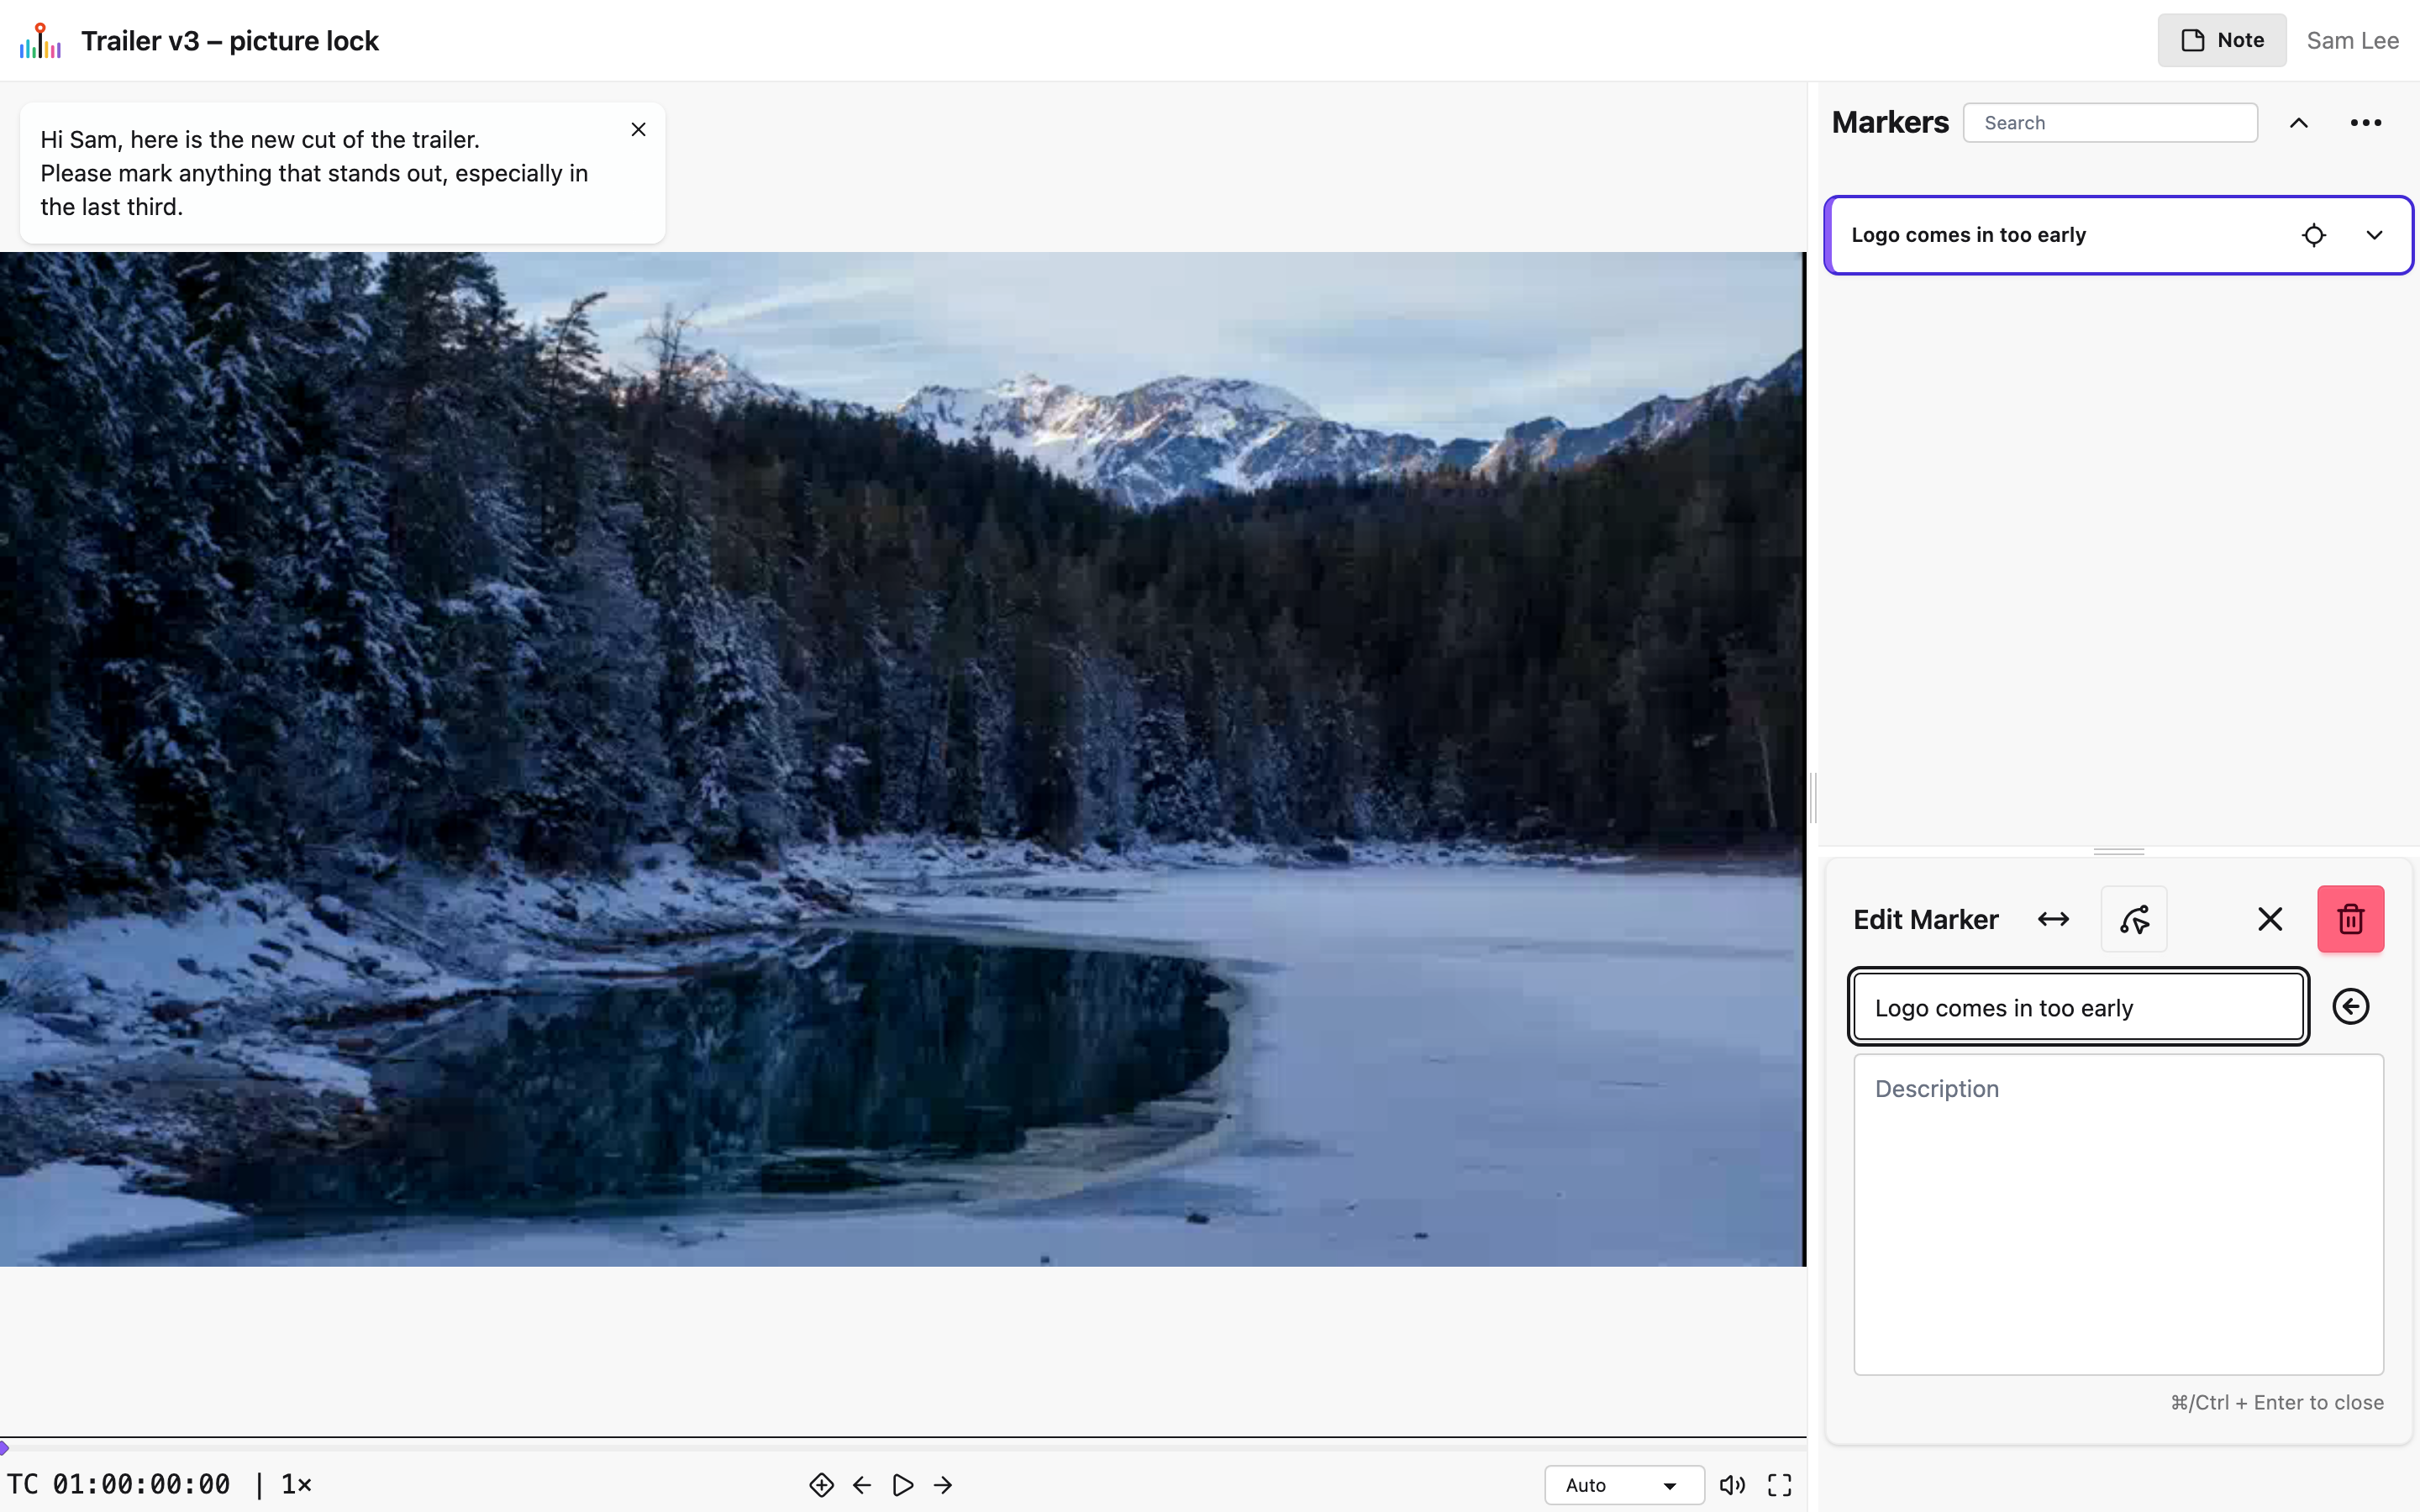 Trailer v3 – picture lock
Note
Sam Lee
Hi Sam, here is the new cut of the trailer.
Please mark anything that stands out, especially in
the last third.
Markers
Search
Logo comes in too early
Edit Marker
Logo comes in too early
Description
⌘/Ctrl + Enter to close
TC 01:00:00:00 | 1×
Auto